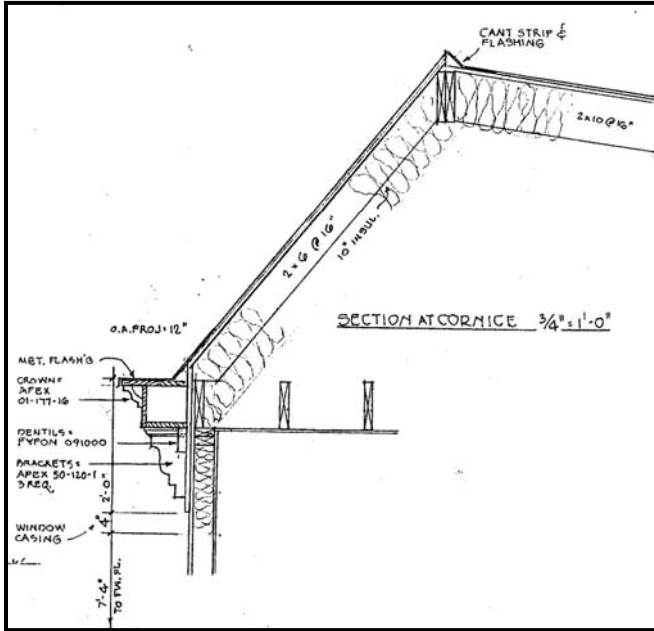 CANT STRIP &
FLASHING
2x10@16"
2x6 @ 16"
10" INSUL.
O.A. PROJ= 12"
SECTION AT CORNICE 3/4" = 1'-0"
MET. FLASH'G
CROWN =
APEX
01-177-16
DENTILS =
FYPON 091000
BRACKETS =
APEX 50-120-1
3 REQ.
2'-0"
WINDOW
CASING
4"
7'-4"
TO FIN. FL.